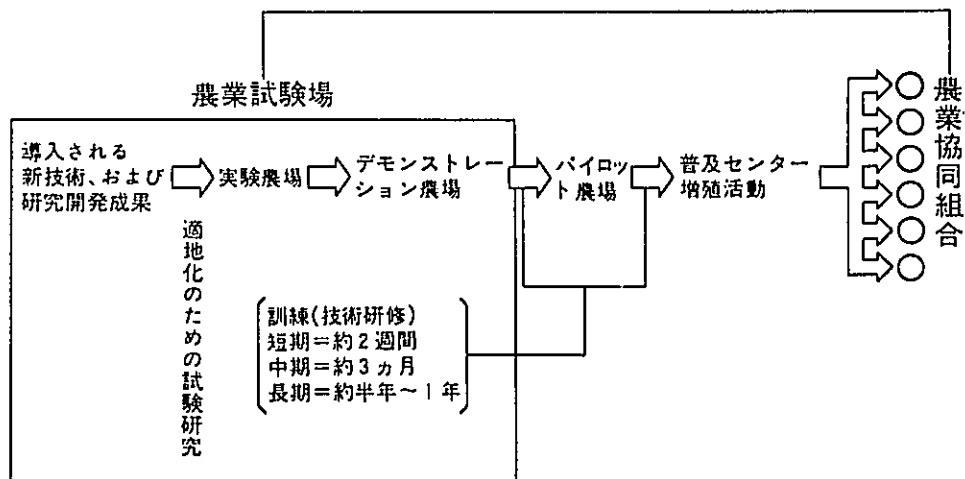 農業試験場
導入される
新技術、および
研究開発成果
適地化のための試験研究
実験農場
デモンストレー
ション農場
パイロッ
ト農場
普及センター
増殖活動
農業協同組合
訓練(技術研修)
短期=約2週間
中期=約3ヵ月
長期=約半年~1年